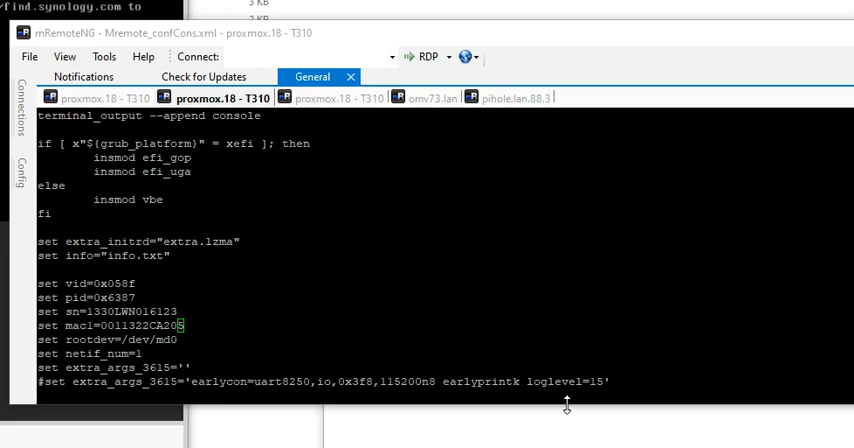 /find.synology.com to
3 KB
2 KB
mRemoteNG - Mremote_confCons.xml - proxmox.18 - T310
File View Tools Help Connect: RDP
Notifications Check for Updates General
Connections
Config
proxmox.18 - T310 proxmox.18 - T310 proxmox.18 - T310 omv73.lan pihole.lan.88.3
terminal_output --append console
if [ x"${grub_platform}" = xefi ]; then
insmod efi_gop
insmod efi_uga
else
insmod vbe
fi
set extra_initrd="extra.lzma"
set info="info.txt"
set vid=0x058f
set pid=0x6387
set sn=1330LWN016123
set mac1=0011322CA205
set rootdev=/dev/md0
set netif_num=1
set extra_args_3615=''
#set extra_args_3615='earlycon=uart8250,io,0x3f8,115200n8 earlyprintk loglevel=15'